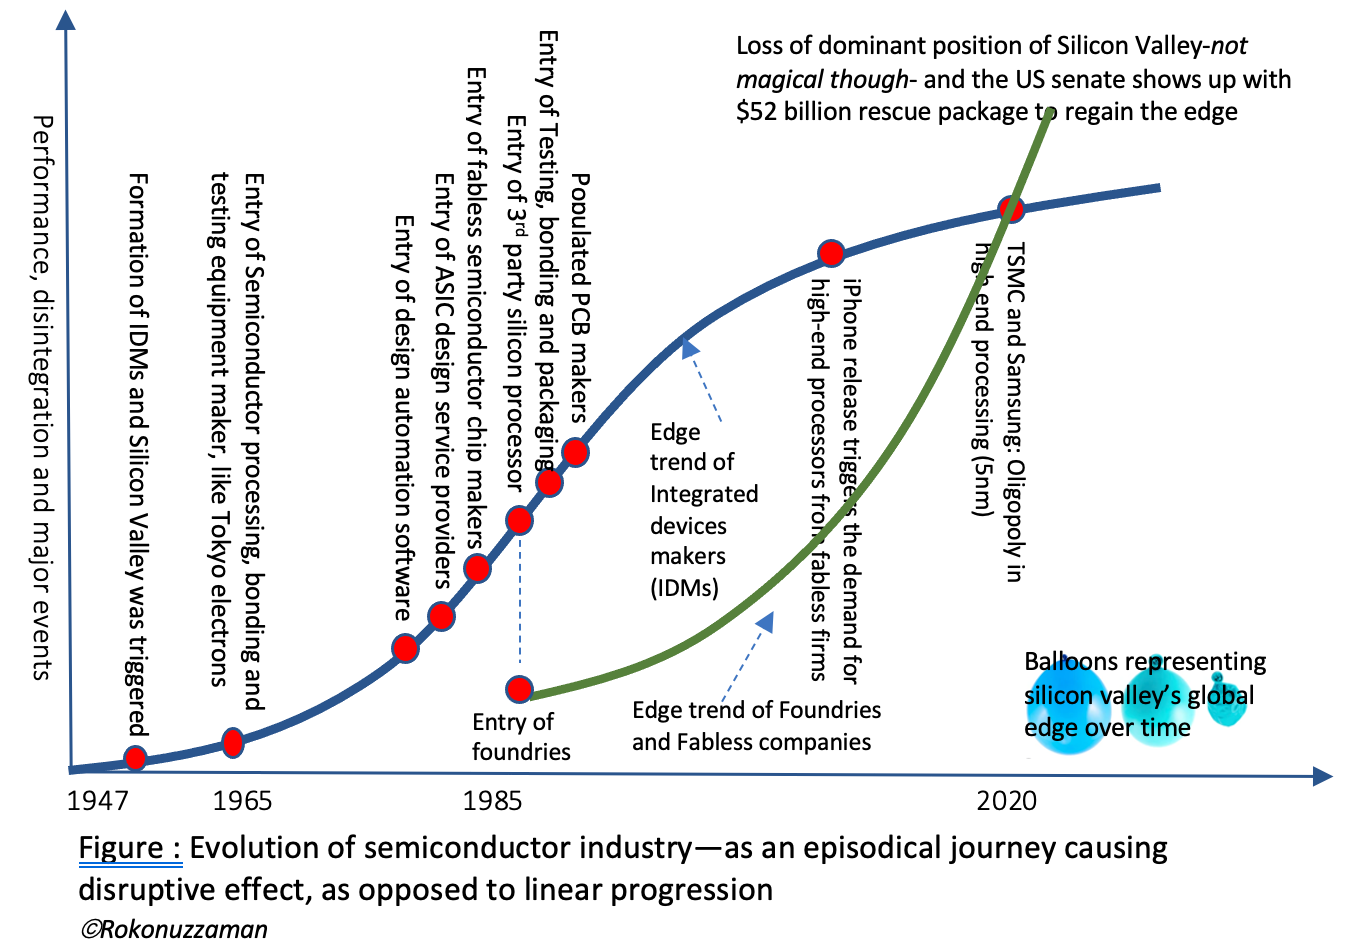 Loss of dominant position of Silicon Valley-not
magical though- and the US senate shows up with
$52 billion rescue package to regain the edge
Performance, disintegration and major events
Formation of IDMs and Silicon Valley was triggered
Entry of Semiconductor processing, bonding and
testing equipment maker, like Tokyo electrons
Entry of design automation software
Entry of ASIC design service providers
Entry of fabless semiconductor chip makers
Entry of 3rd party silicon processor
Entry of Testing, bonding and packaging
Populated PCB makers
Edge
trend of
Integrated
devices
makers
(IDMs)
iPhone release triggers the demand for
high-end processors from fabless firms
TSMC and Samsung: Oligopoly in
high-end processing (5nm)
Entry of
foundries
Edge trend of Foundries
and Fabless companies
Balloons representing
silicon valley's global
edge over time
1947
1965
1985
2020
Figure : Evolution of semiconductor industry—as an episodical journey causing
disruptive effect, as opposed to linear progression
©Rokonuzzaman